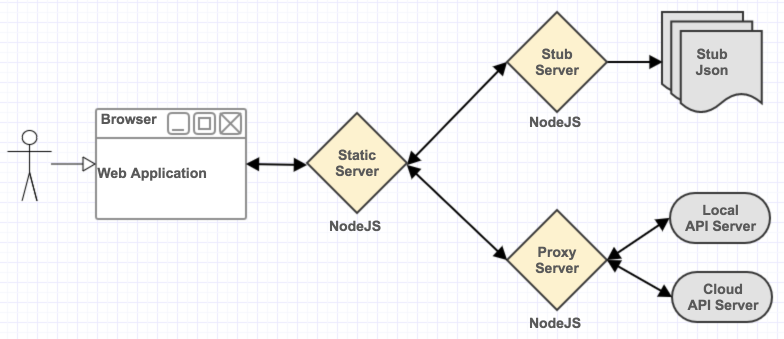 Browser
Web Application
Static
Server
NodeJS
Stub
Server
NodeJS
Stub
Json
Proxy
Server
NodeJS
Local
API Server
Cloud
API Server